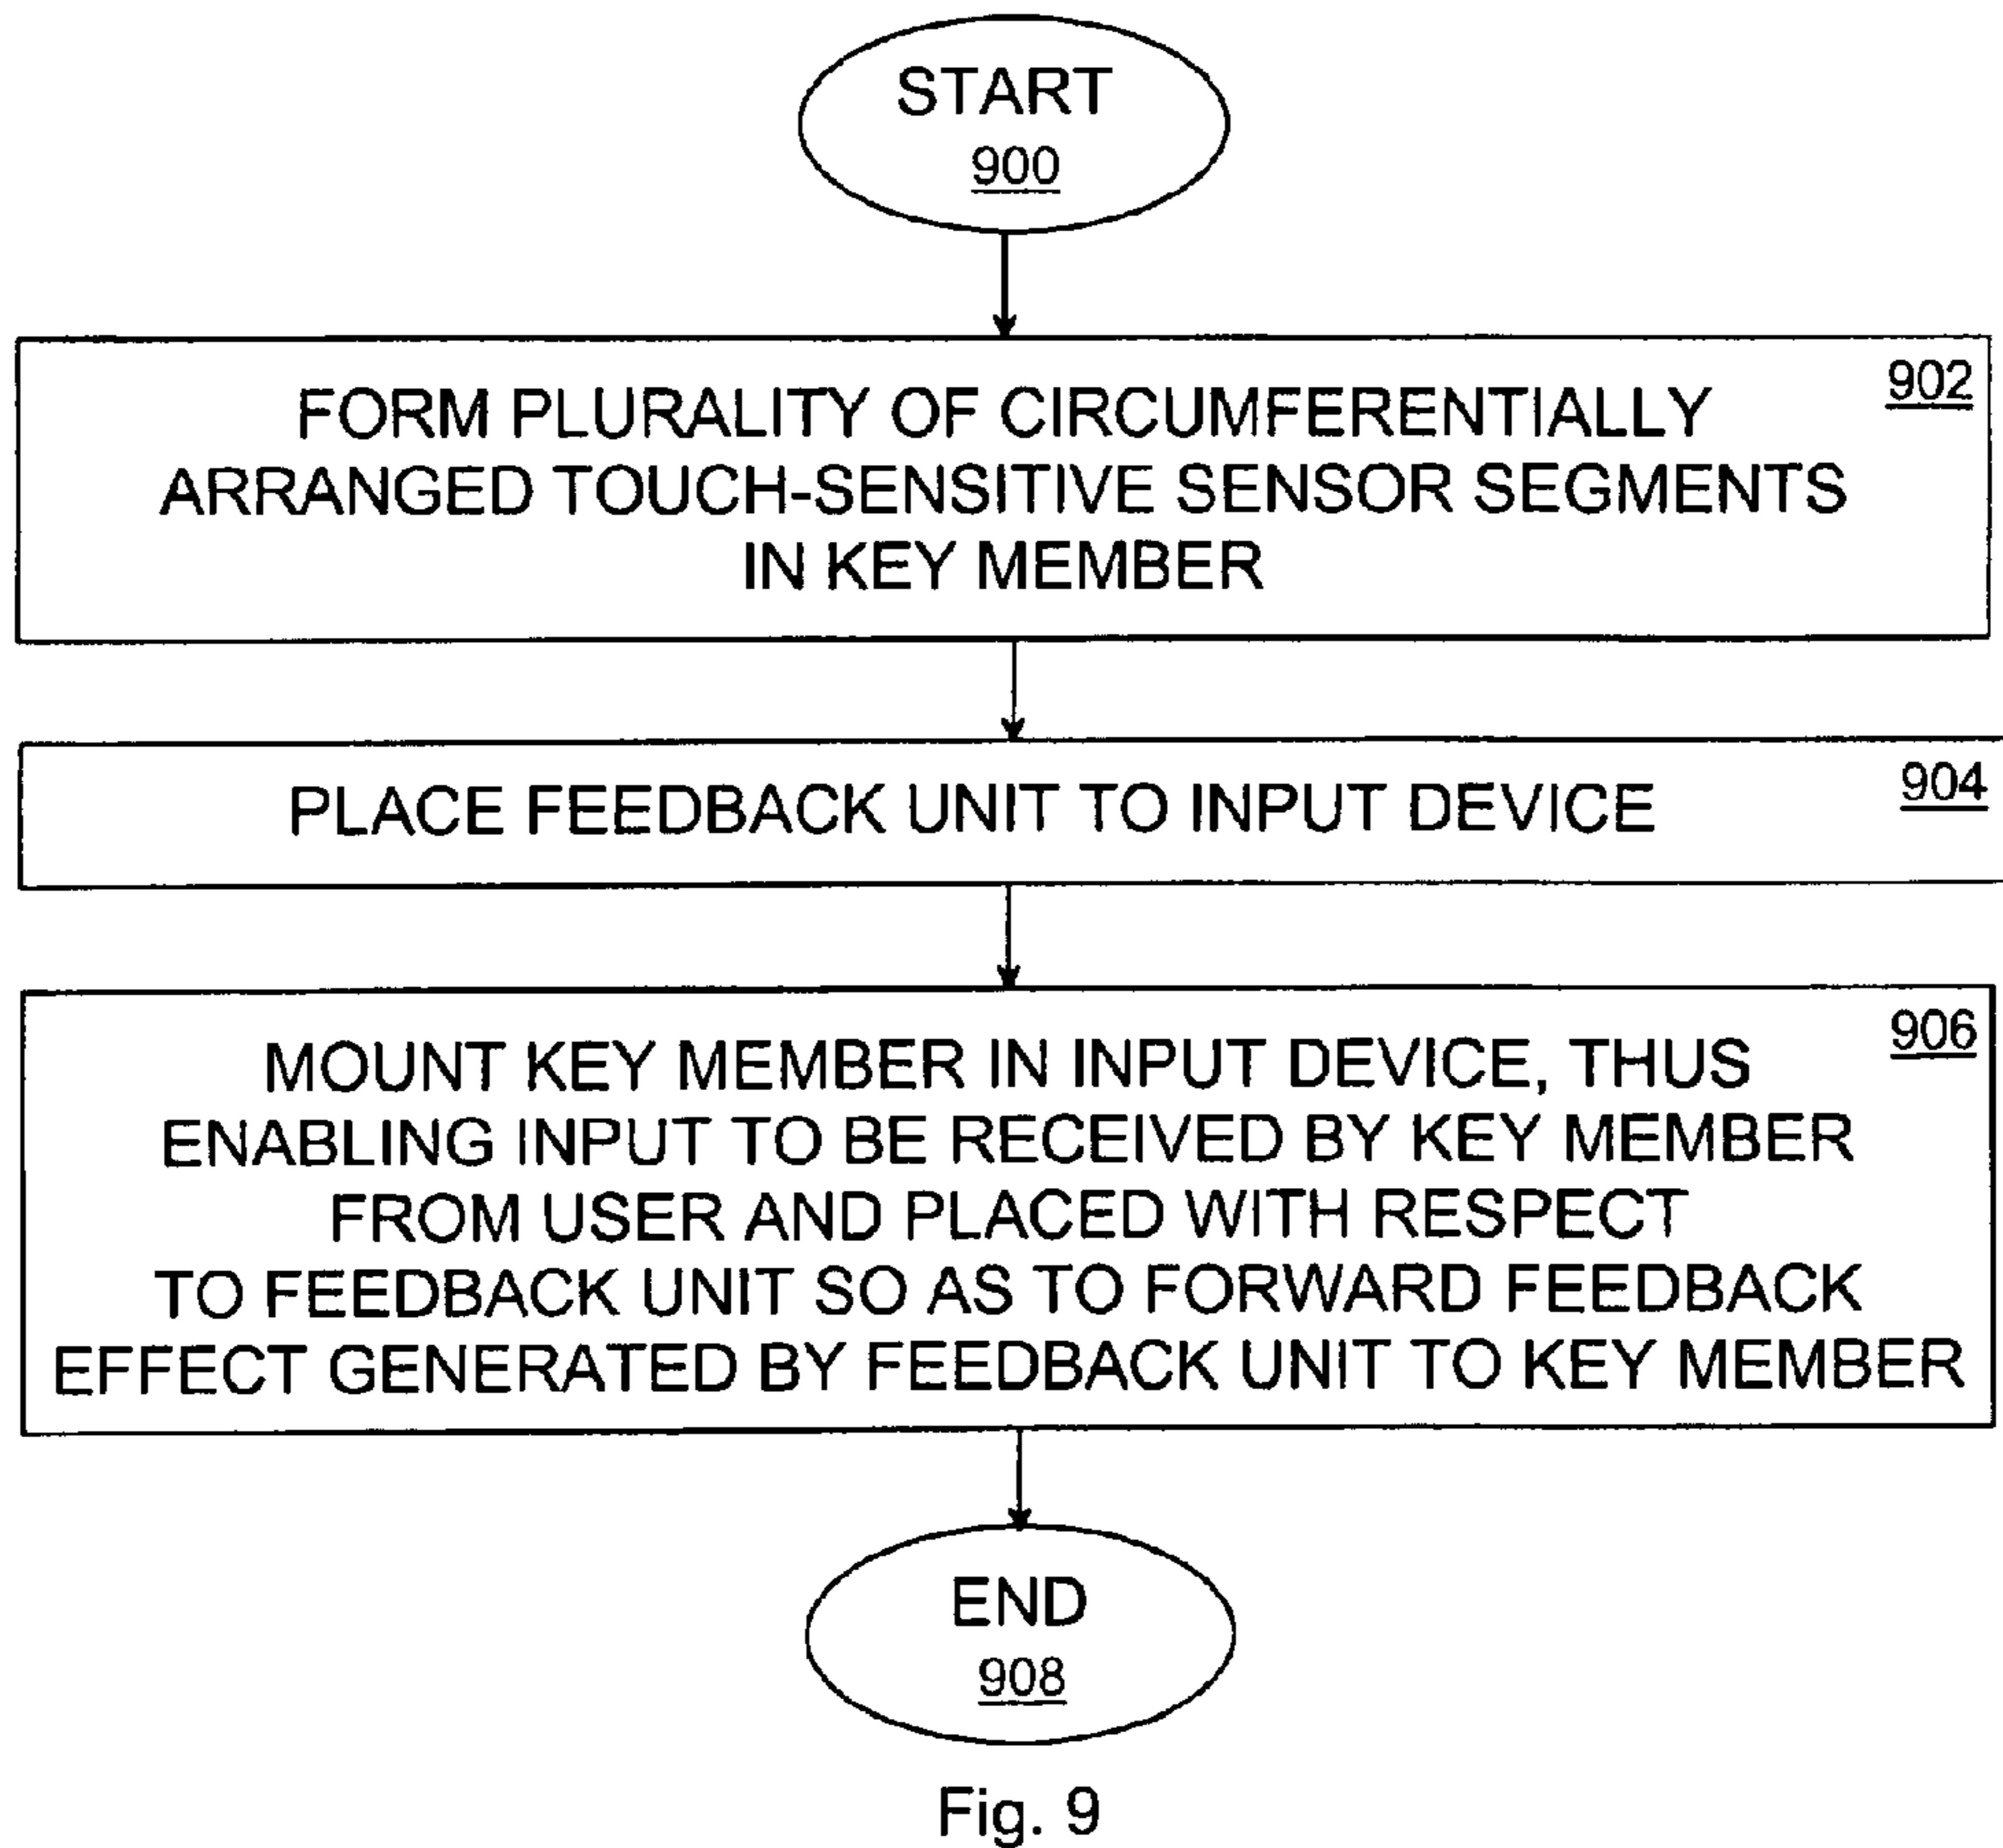 START
900
902
FORM PLURALITY OF CIRCUMFERENTIALLY
ARRANGED TOUCH-SENSITIVE SENSOR SEGMENTS
IN KEY MEMBER
904
PLACE FEEDBACK UNIT TO INPUT DEVICE
906
MOUNT KEY MEMBER IN INPUT DEVICE, THUS
ENABLING INPUT TO BE RECEIVED BY KEY MEMBER
FROM USER AND PLACED WITH RESPECT
TO FEEDBACK UNIT SO AS TO FORWARD FEEDBACK
EFFECT GENERATED BY FEEDBACK UNIT TO KEY MEMBER
END
908
Fig. 9